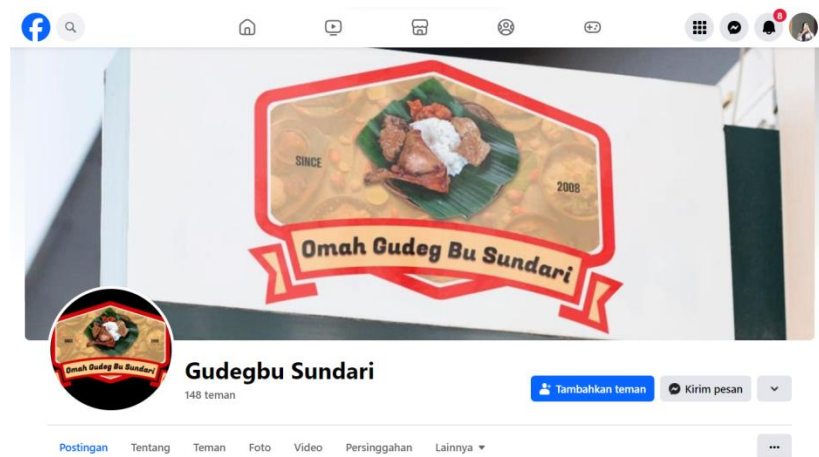 8
SINCE
2008
Omah Gudeg Bu Sundari
Omah Gudeg Bu Sundari
Gudegbu Sundari
148 teman
Tambahkan teman
Kirim pesan
Postingan Tentang Teman Foto Video Persinggahan Lainnya